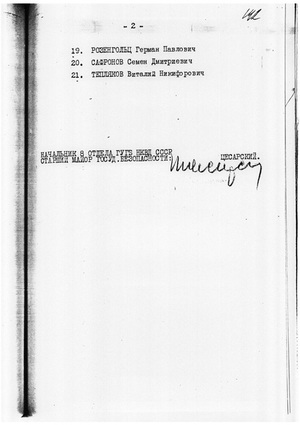 - 2 -
19. РОЗЕНГОЛЬЦ Герман Павлович
20. САФРОНОВ Семен Дмитриевич
21. ТЕПЛЯКОВ Виталий Никифорович
НАЧАЛЬНИК 8 ОТДЕЛА ГУГБ НКВД СССР
СТАРШИЙ МАЙОР ГОСУД.БЕЗОПАСНОСТИ: ЦЕСАРСКИЙ.